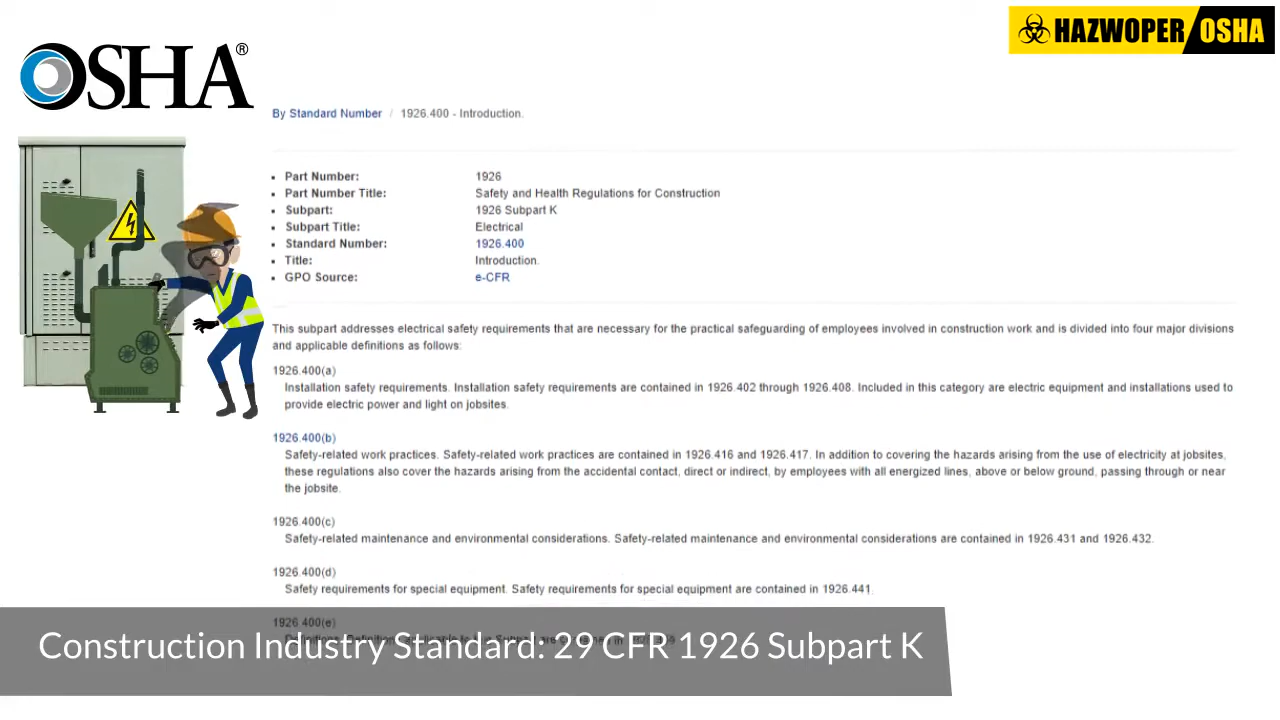 HAZWOPER OSHA
OSHA®
By Standard Number / 1926.400 - Introduction.
Part Number: 1926
Part Number Title: Safety and Health Regulations for Construction
Subpart: 1926 Subpart K
Subpart Title: Electrical
Standard Number: 1926.400
Title: Introduction.
GPO Source: e-CFR
This subpart addresses electrical safety requirements that are necessary for the practical safeguarding of employees involved in construction work and is divided into four major divisions
and applicable definitions as follows:
1926.400(a)
Installation safety requirements. Installation safety requirements are contained in 1926.402 through 1926.408. Included in this category are electric equipment and installations used to
provide electric power and light on jobsites.
1926.400(b)
Safety-related work practices. Safety-related work practices are contained in 1926.416 and 1926.417. In addition to covering the hazards arising from the use of electricity at jobsites,
these regulations also cover the hazards arising from the accidental contact, direct or indirect, by employees with all energized lines, above or below ground, passing through or near
the jobsite.
1926.400(c)
Safety-related maintenance and environmental considerations. Safety-related maintenance and environmental considerations are contained in 1926.431 and 1926.432.
1926.400(d)
Safety requirements for special equipment. Safety requirements for special equipment are contained in 1926.441.
1926.400(e)
Construction Industry Standard: 29 CFR 1926 Subpart K